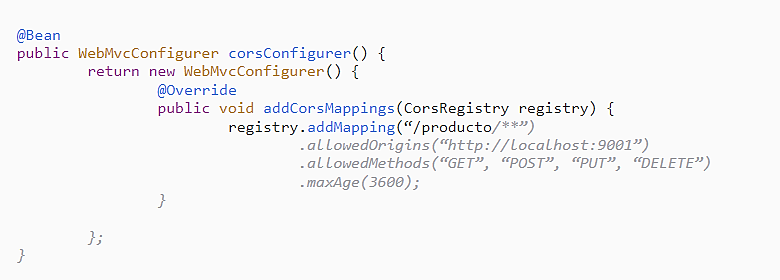 @Bean
public WebMvcConfigurer corsConfigurer() {
return new WebMvcConfigurer() {
@Override
public void addCorsMappings(CorsRegistry registry) {
registry.addMapping(“/producto/**”)
.allowedOrigins(“http://localhost:9001”)
.allowedMethods(“GET”, “POST”, “PUT”, “DELETE”)
.maxAge(3600);
}
};
}